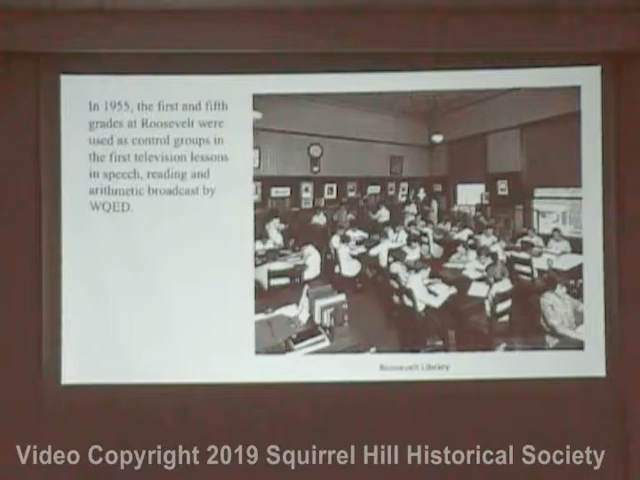 In 1955, the first and fifth
grades at Roosevelt were
used as control groups in
the first television lessons
in speech, reading and
arithmetic broadcast by
WQED.
Roosevelt Library
Video Copyright 2019 Squirrel Hill Historical Society